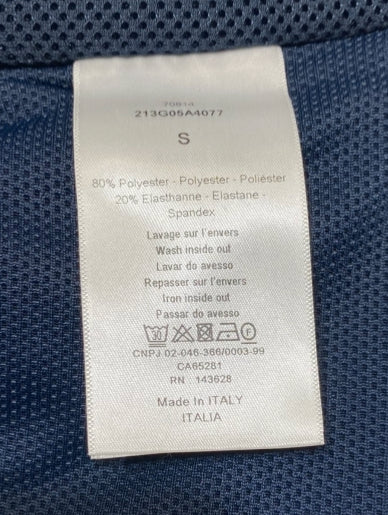 70614
213G05A4077
S
80% Polyester - Polyester - Poliéster
20% Elasthanne - Elastane -
Spandex
Lavage sur l'envers
Wash inside out
Lavar do avesso
Repasser sur l'envers
Iron inside out
Passar do avesso
30
CNPJ 02-046-366/0003-99
CA65281
RN : 143628
Made In ITALY
ITALIA